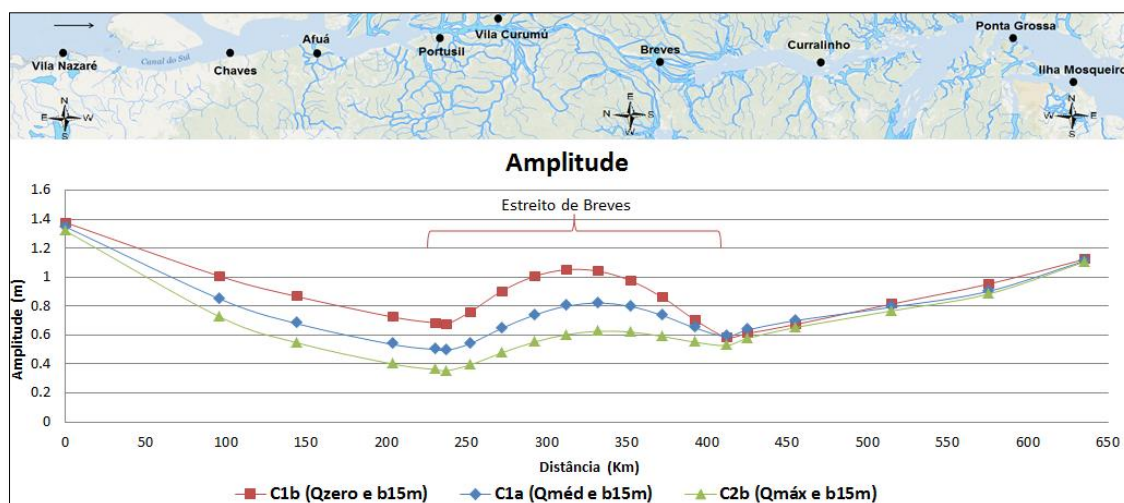 Vila Nazaré
Canal do Sul
Chaves
Afuá
Portusil
Vila Curumú
Breves
Curralinho
Ponta Grossa
Ilha Mosqueiro
N
E W
S
E
N S
W
N
W E
S
Amplitude
Estreito de Breves
Amplitude (m)
1.6
1.4
1.2
1
0.8
0.6
0.4
0.2
0
0 50 100 150 200 250 300 350 400 450 500 550 600 650
Distância (Km)
C1b (Qzero e b15m) C1a (Qméd e b15m) C2b (Qmáx e b15m)